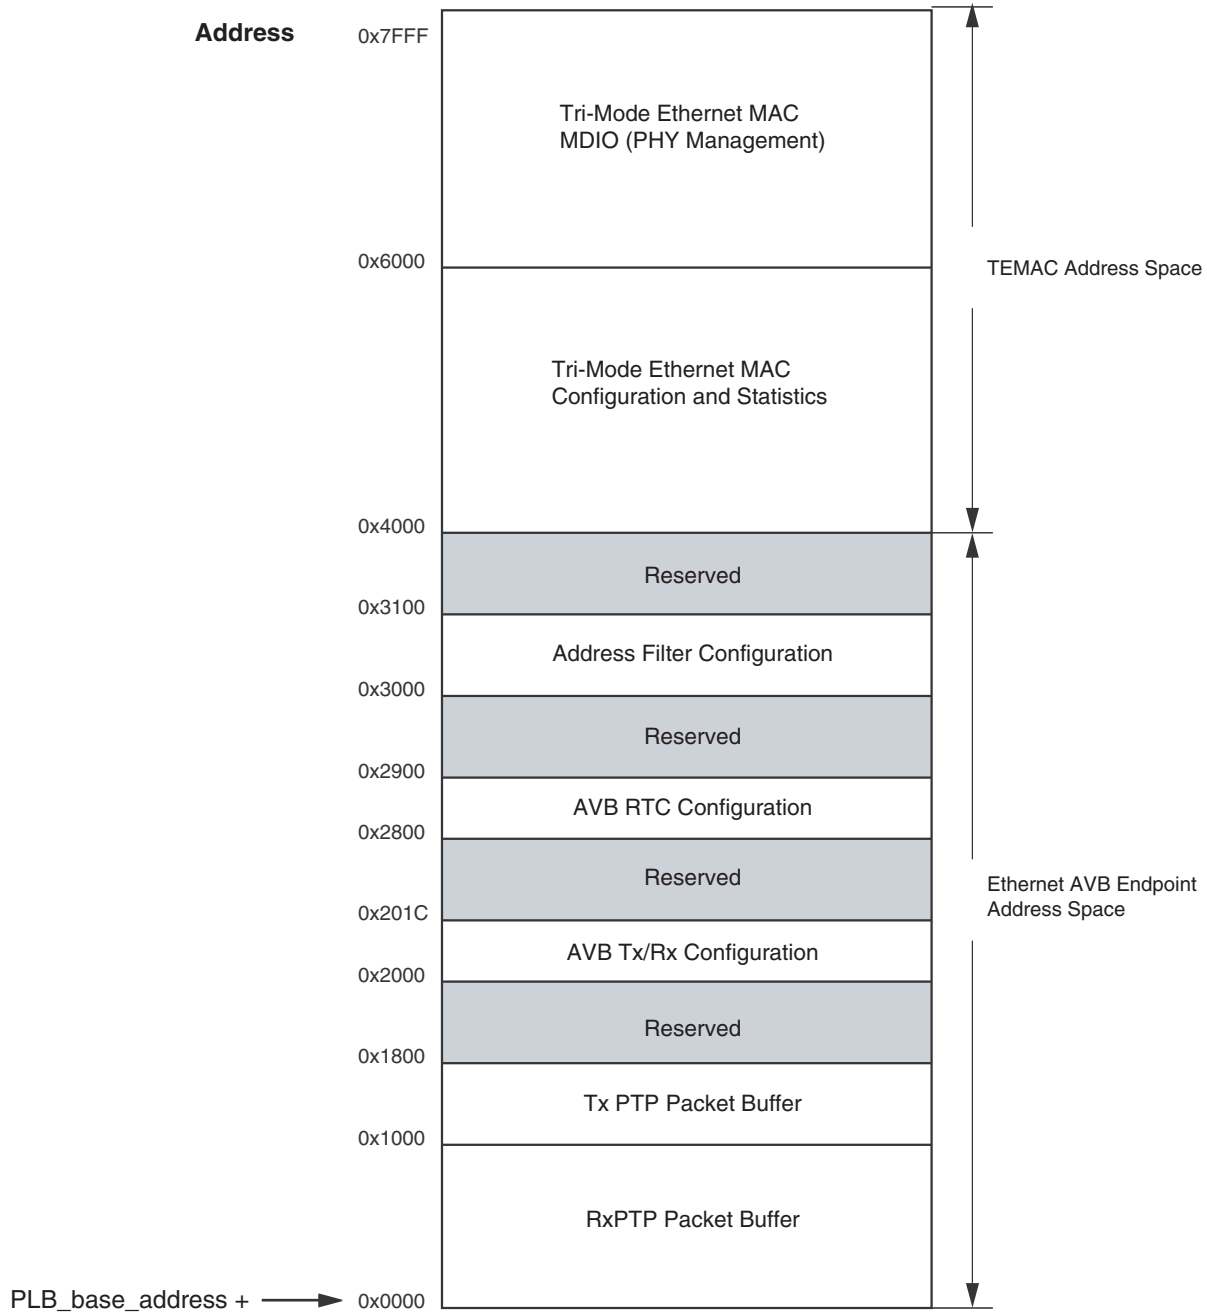 Address
0x7FFF
Tri-Mode Ethernet MAC
MDIO (PHY Management)
0x6000
TEMAC Address Space
Tri-Mode Ethernet MAC
Configuration and Statistics
0x4000
Reserved
0x3100
Address Filter Configuration
0x3000
Reserved
0x2900
AVB RTC Configuration
0x2800
Reserved
Ethernet AVB Endpoint
Address Space
0x201C
AVB Tx/Rx Configuration
0x2000
Reserved
0x1800
Tx PTP Packet Buffer
0x1000
RxPTP Packet Buffer
PLB_base_address +
0x0000